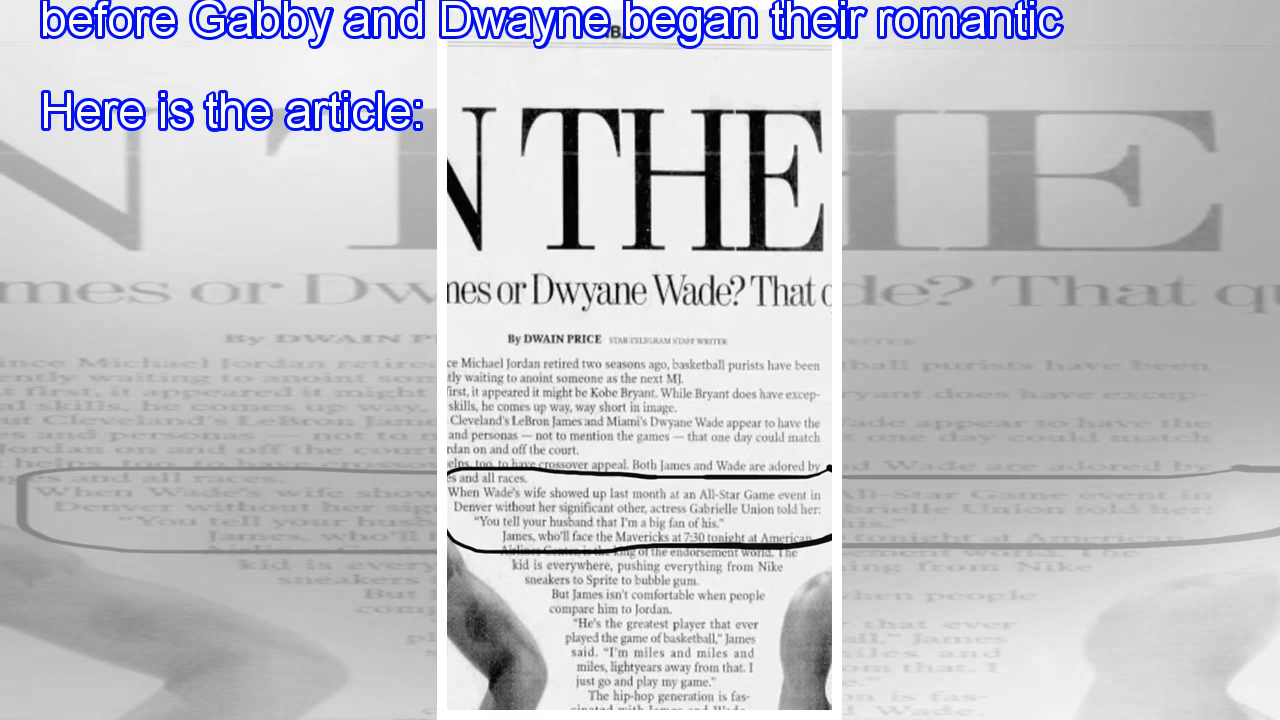 before Gabby and Dwayne began their romantic
Here is the article:
N THE
mes or Dwyane Wade? That
By DWAIN PRICE STAR-TELEGRAM STAFF WRITER
ce Michael Jordan retired two seasons ago, basketball purists have been
tly waiting to anoint someone as the next MJ.
first, it appeared it might be Kobe Bryant. While Bryant does have excep-
skills, he comes up way, way short in image.
Cleveland's LeBron James and Miami's Dwyane Wade appear to have the
and personas — not to mention the games — that one day could match
rdan on and off the court.
elps, too, to have crossover appeal. Both James and Wade are adored by
es and all races.
When Wade's wife showed up last month at an All-Star Game event in
Denver without her significant other, actress Gabrielle Union told her:
"You tell your husband that I'm a big fan of his."
James, who'll face the Mavericks at 7:30 tonight at American
Airlines Center, is the king of the endorsement world. The
kid is everywhere, pushing everything from Nike
sneakers to Sprite to bubble gum.
But James isn't comfortable when people
compare him to Jordan.
"He's the greatest player that ever
played the game of basketball," James
said. "I'm miles and miles and
miles, lightyears away from that. I
just go and play my game."
The hip-hop generation is fas-
cinated with James and Wade